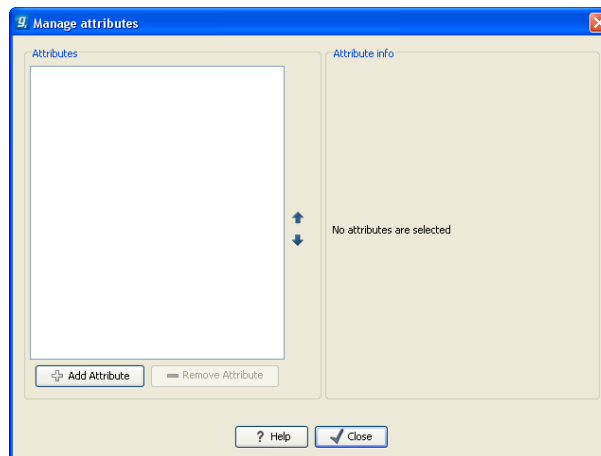 Manage attributes
Attributes
Attribute info
No attributes are selected
Add Attribute
Remove Attribute
? Help
Close